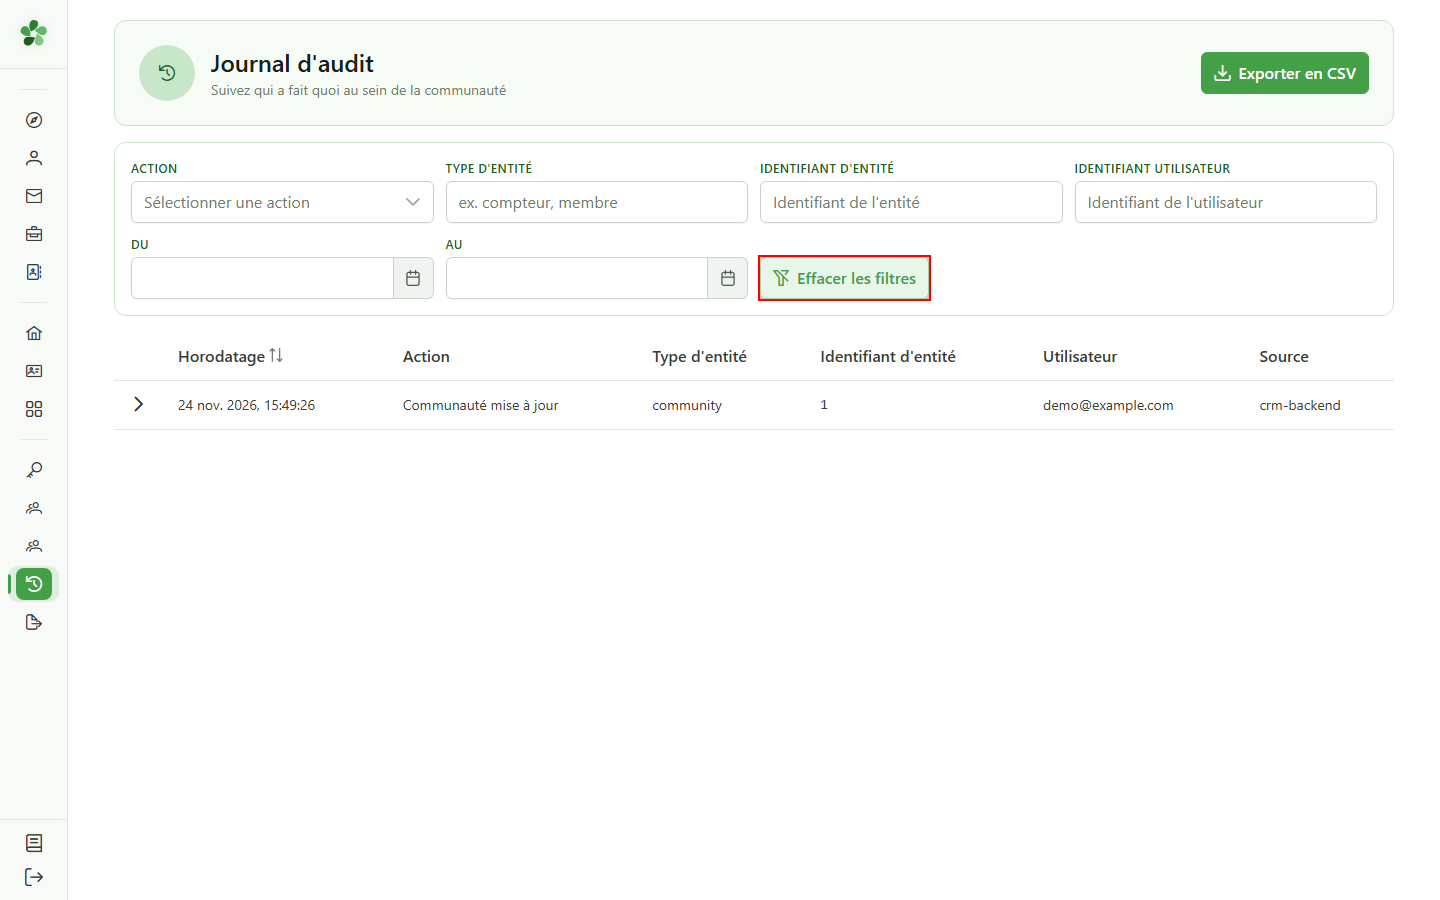 Journal d'audit
Suivez qui a fait quoi au sein de la communauté
Exporter en CSV
ACTION
TYPE D'ENTITÉ
IDENTIFIANT D'ENTITÉ
IDENTIFIANT UTILISATEUR
Sélectionner une action
ex. compteur, membre
Identifiant de l'entité
Identifiant de l'utilisateur
DU
AU
Effacer les filtres
Horodatage Action Type d'entité Identifiant d'entité Utilisateur Source
24 nov. 2026, 15:49:26 Communauté mise à jour community 1 demo@example.com crm-backend